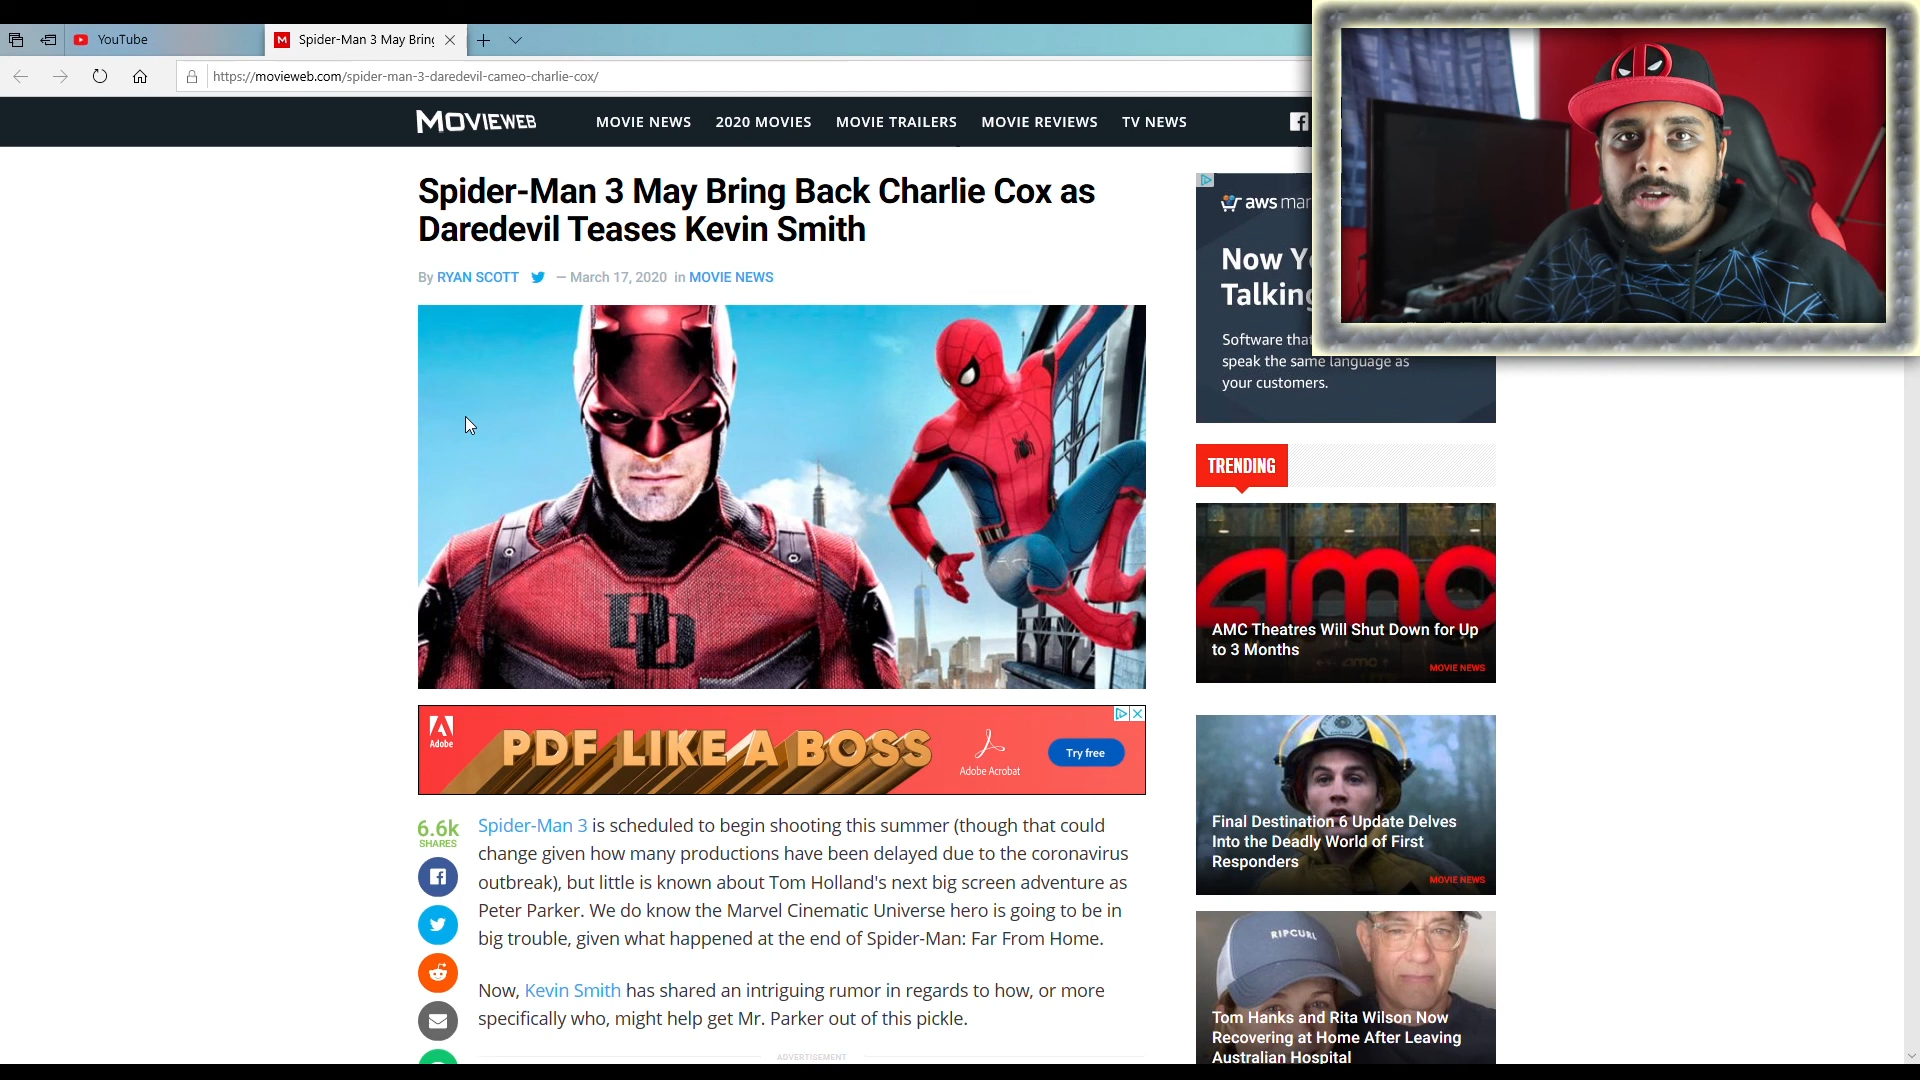 YouTube
Spider-Man 3 May Bring
https://movieweb.com/spider-man-3-daredevil-cameo-charlie-cox/
MOVIEWEB
MOVIE NEWS
2020 MOVIES
MOVIE TRAILERS
MOVIE REVIEWS
TV NEWS
Spider-Man 3 May Bring Back Charlie Cox as
Daredevil Teases Kevin Smith
By RYAN SCOTT — March 17, 2020 in MOVIE NEWS
DD
Adobe
PDF LIKE A BOSS
Adobe Acrobat
Try free
6.6k
SHARES
Spider-Man 3 is scheduled to begin shooting this summer (though that could
change given how many productions have been delayed due to the coronavirus
outbreak), but little is known about Tom Holland's next big screen adventure as
Peter Parker. We do know the Marvel Cinematic Universe hero is going to be in
big trouble, given what happened at the end of Spider-Man: Far From Home.
Now, Kevin Smith has shared an intriguing rumor in regards to how, or more
specifically who, might help get Mr. Parker out of this pickle.
ADVERTISEMENT
aws mar
Now Y
Talking
Software that
speak the same language as
your customers.
TRENDING
amc
AMC Theatres Will Shut Down for Up
to 3 Months
MOVIE NEWS
Final Destination 6 Update Delves
Into the Deadly World of First
Responders
MOVIE NEWS
RIPCURL
Tom Hanks and Rita Wilson Now
Recovering at Home After Leaving
Australian Hospital